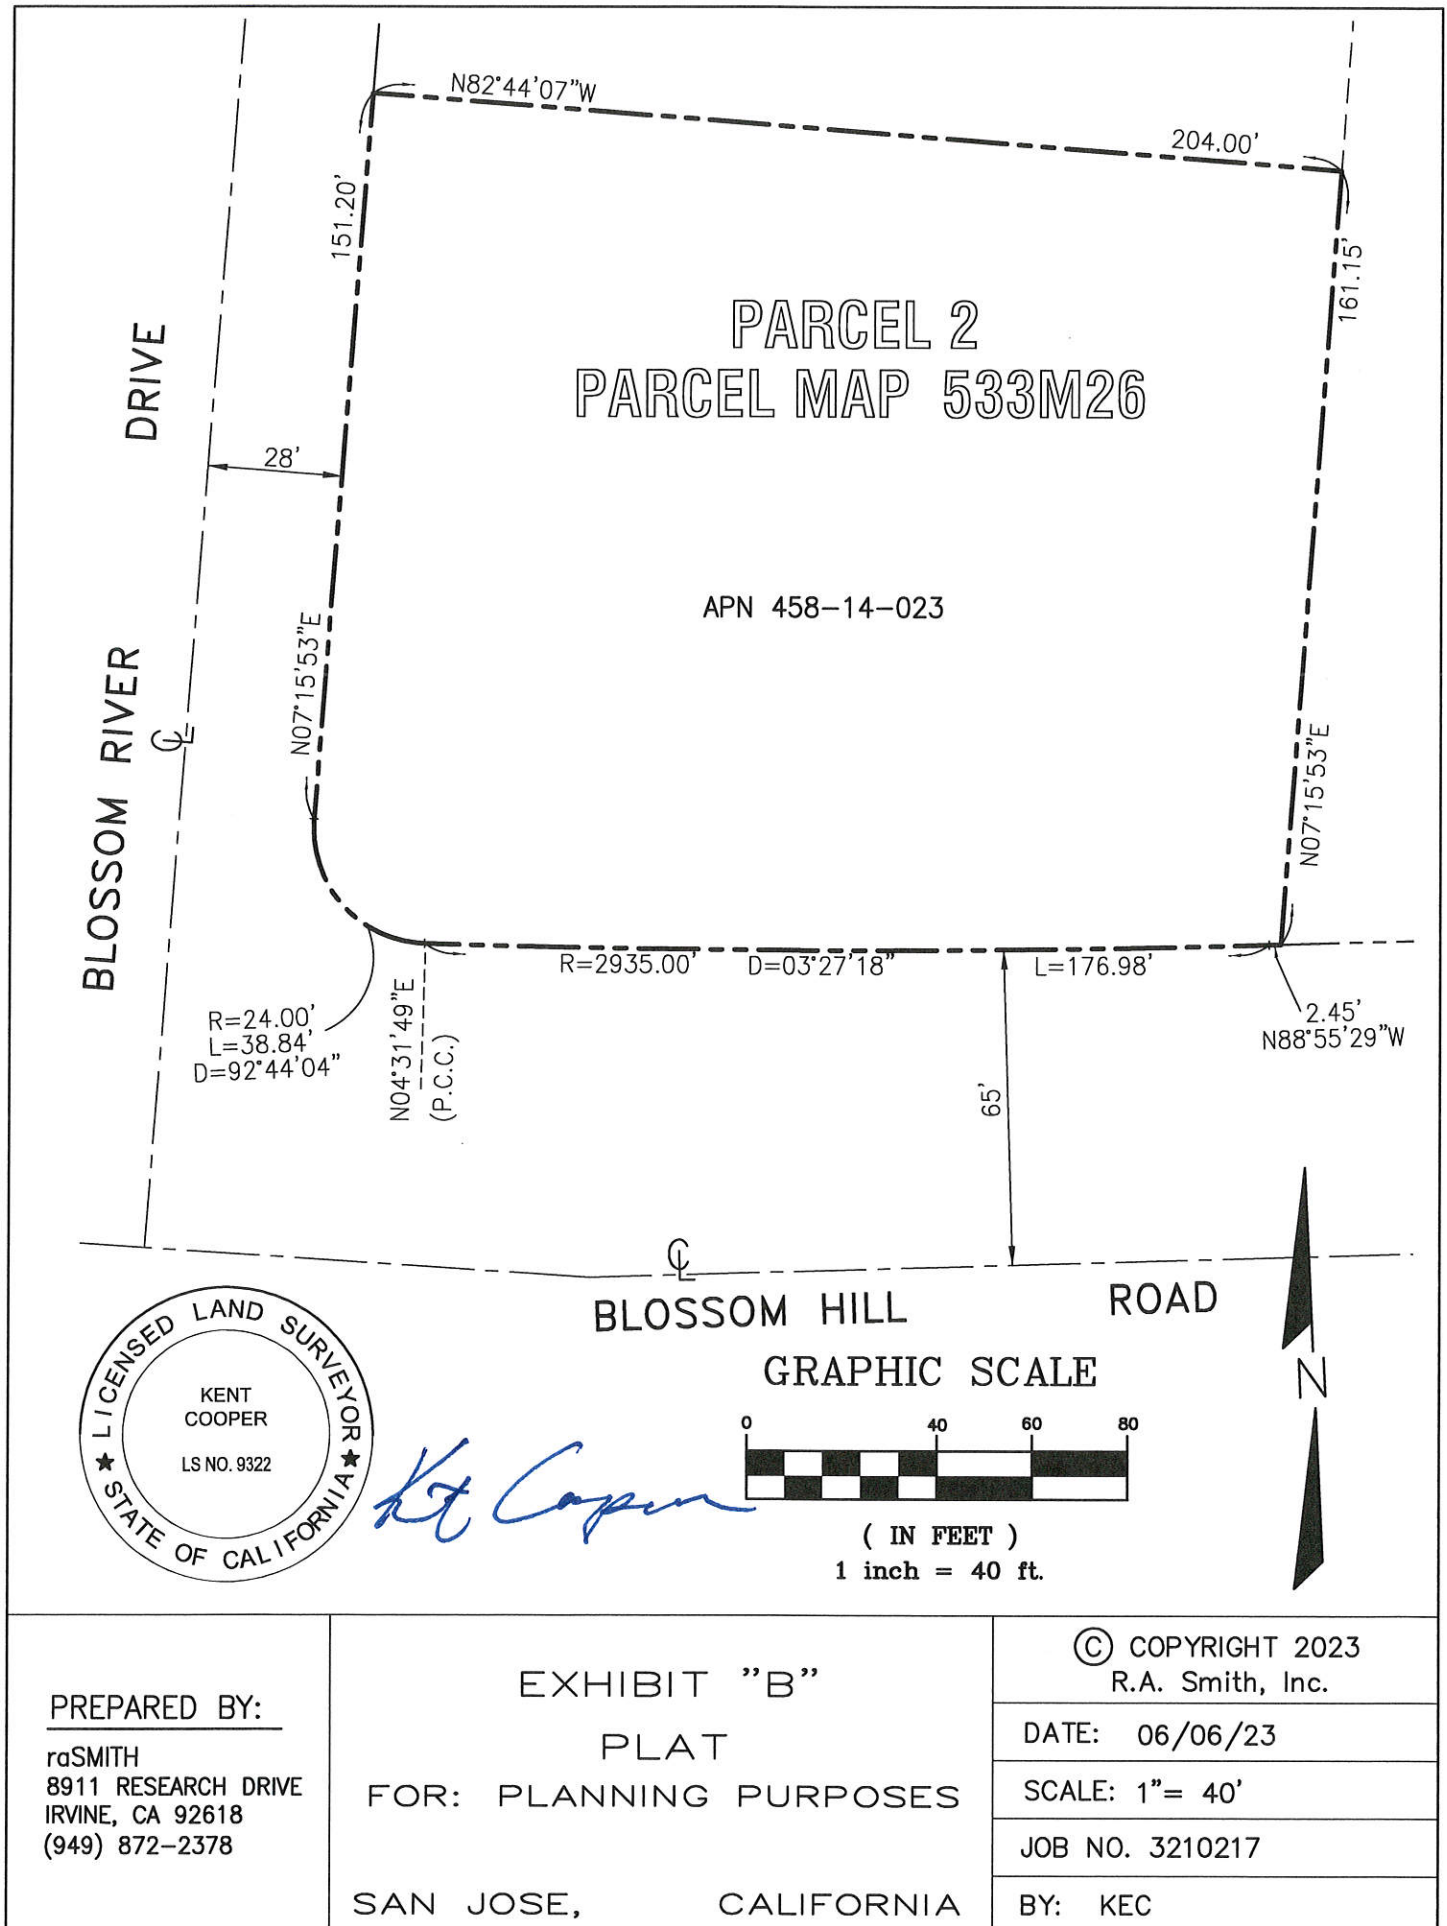 N82°44'07"W
204.00'
151.20'
161.15'
PARCEL 2
PARCEL MAP 533M26
DRIVE
28'
APN 458-14-023
N07°15'53"E
BLOSSOM RIVER
CL
N07°15'53"E
R=2935.00' D=03°27'18" L=176.98'
R=24.00'
L=38.84'
D=92°44'04"
N04°31'49"E
(P.C.C.)
2.45'
N88°55'29"W
65'
CL
BLOSSOM HILL ROAD
LICENSED LAND SURVEYOR
KENT
COOPER
LS NO. 9322
STATE OF CALIFORNIA
Kt Cooper
GRAPHIC SCALE
0 40 60 80
( IN FEET )
1 inch = 40 ft.
N
PREPARED BY:
raSMITH
8911 RESEARCH DRIVE
IRVINE, CA 92618
(949) 872-2378
EXHIBIT "B"
PLAT
FOR: PLANNING PURPOSES
SAN JOSE, CALIFORNIA
© COPYRIGHT 2023
R.A. Smith, Inc.
DATE: 06/06/23
SCALE: 1"= 40'
JOB NO. 3210217
BY: KEC